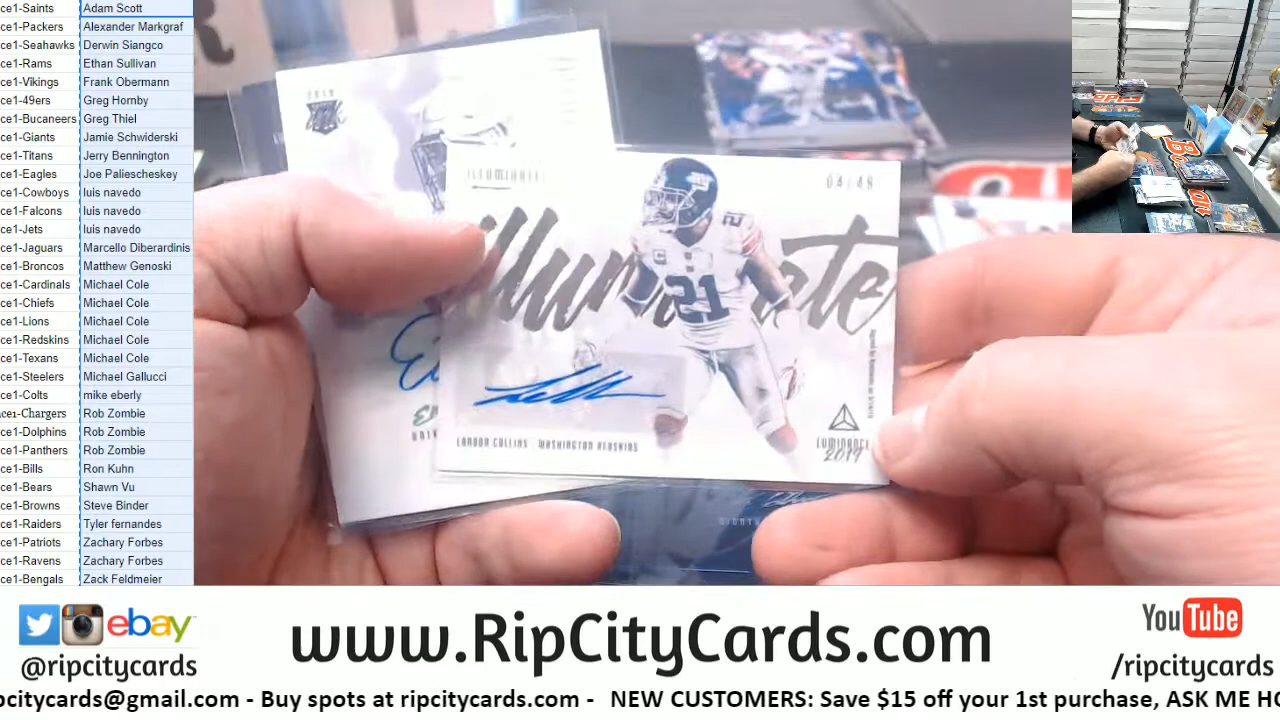 ce1-Saints Adam Scott
ce1-Packers Alexander Markgraf
ce1-Seahawks Derwin Siangco
ce1-Rams Ethan Sullivan
ce1-Vikings Frank Obermann
ce1-49ers Greg Hornby
ce1-Bucaneers Greg Thiel
ce1-Giants Jamie Schwiderski
ce1-Titans Jerry Bennington
ce1-Eagles Joe Paliescheskey
ce1-Cowboys luis navedo
ce1-Falcons luis navedo
ce1-Jets luis navedo
ce1-Jaguars Marcello Diberardinis
ce1-Broncos Matthew Genoski
ce1-Cardinals Michael Cole
ce1-Chiefs Michael Cole
ce1-Lions Michael Cole
ce1-Redskins Michael Cole
ce1-Texans Michael Cole
ce1-Steelers Michael Gallucci
ce1-Colts mike eberly
ace1-Chargers Rob Zombie
ce1-Dolphins Rob Zombie
ce1-Panthers Rob Zombie
ce1-Bills Ron Kuhn
ce1-Bears Shawn Vu
ce1-Browns Steve Binder
ce1-Raiders Tyler fernandes
ce1-Patriots Zachary Forbes
ce1-Ravens Zachary Forbes
ce1-Bengals Zack Feldmeier
04/49
21
21
LANDON COLLINS WASHINGTON REDSKINS
LUMINANCE
2019
ebay
@ripcitycards
www.RipCityCards.com
YouTube
/ripcitycards
pcitycards@gmail.com - Buy spots at ripcitycards.com - NEW CUSTOMERS: Save $15 off your 1st purchase, ASK ME HO